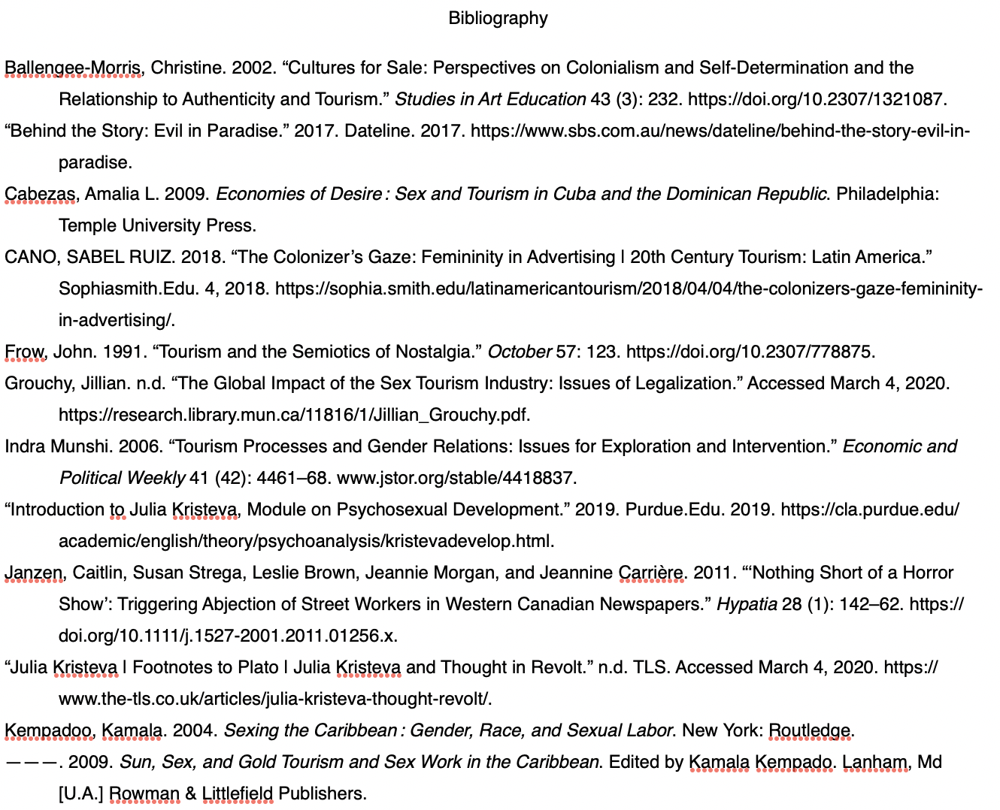 Bibliography
Ballengee-Morris, Christine. 2002. “Cultures for Sale: Perspectives on Colonialism and Self-Determination and the
Relationship to Authenticity and Tourism.” Studies in Art Education 43 (3): 232. https://doi.org/10.2307/1321087.
“Behind the Story: Evil in Paradise.” 2017. Dateline. 2017. https://www.sbs.com.au/news/dateline/behind-the-story-evil-in-
paradise.
Cabezas, Amalia L. 2009. Economies of Desire : Sex and Tourism in Cuba and the Dominican Republic. Philadelphia:
Temple University Press.
CANO, SABEL RUIZ. 2018. “The Colonizer’s Gaze: Femininity in Advertising | 20th Century Tourism: Latin America.”
Sophiasmith.Edu. 4, 2018. https://sophia.smith.edu/latinamericantourism/2018/04/04/the-colonizers-gaze-femininity-
in-advertising/.
Frow, John. 1991. “Tourism and the Semiotics of Nostalgia.” October 57: 123. https://doi.org/10.2307/778875.
Grouchy, Jillian. n.d. “The Global Impact of the Sex Tourism Industry: Issues of Legalization.” Accessed March 4, 2020.
https://research.library.mun.ca/11816/1/Jillian_Grouchy.pdf.
Indra Munshi. 2006. “Tourism Processes and Gender Relations: Issues for Exploration and Intervention.” Economic and
Political Weekly 41 (42): 4461–68. www.jstor.org/stable/4418837.
“Introduction to Julia Kristeva, Module on Psychosexual Development.” 2019. Purdue.Edu. 2019. https://cla.purdue.edu/
academic/english/theory/psychoanalysis/kristevadevelop.html.
Janzen, Caitlin, Susan Strega, Leslie Brown, Jeannie Morgan, and Jeannine Carrière. 2011. “‘Nothing Short of a Horror
Show’: Triggering Abjection of Street Workers in Western Canadian Newspapers.” Hypatia 28 (1): 142–62. https://
doi.org/10.1111/j.1527-2001.2011.01256.x.
“Julia Kristeva | Footnotes to Plato | Julia Kristeva and Thought in Revolt.” n.d. TLS. Accessed March 4, 2020. https://
www.the-tls.co.uk/articles/julia-kristeva-thought-revolt/.
Kempadoo, Kamala. 2004. Sexing the Caribbean : Gender, Race, and Sexual Labor. New York: Routledge.
———. 2009. Sun, Sex, and Gold Tourism and Sex Work in the Caribbean. Edited by Kamala Kempado. Lanham, Md
[U.A.] Rowman & Littlefield Publishers.